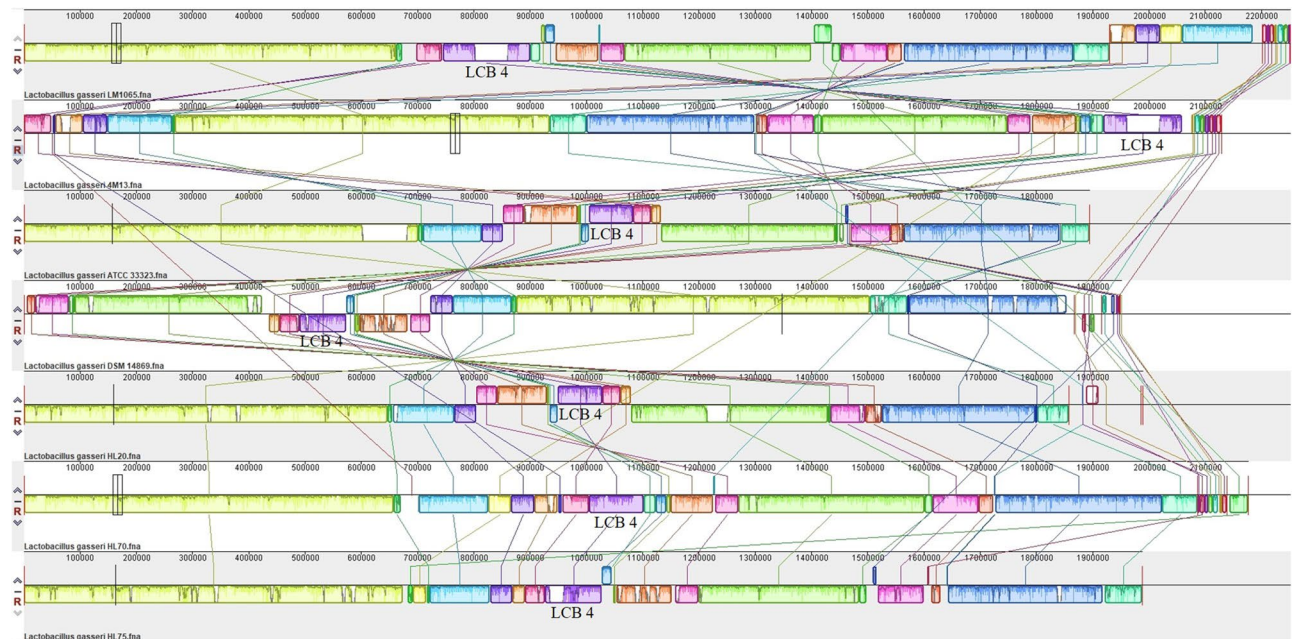 100000 200000 300000 400000 500000 600000 700000 800000 900000 1000000 1100000 1200000 1300000 1400000 1500000 1600000 1700000 1800000 1900000 2000000 2100000 2200000
R
LCB 4
Lactobacillus gasseri LM1065.fna
100000 200000 300000 400000 500000 600000 700000 800000 900000 1000000 1100000 1200000 1300000 1400000 1500000 1600000 1700000 1800000 1900000 2000000 2100000
R
LCB 4
Lactobacillus gasseri 4M13.fna
100000 200000 300000 400000 500000 600000 700000 800000 900000 1000000 1100000 1200000 1300000 1400000 1500000 1600000 1700000 1800000
R
LCB 4
Lactobacillus gasseri ATCC 33323.fna
100000 200000 300000 400000 500000 600000 700000 800000 900000 1000000 1100000 1200000 1300000 1400000 1500000 1600000 1700000 1800000 1900000
R
LCB 4
Lactobacillus gasseri DSM 14869.fna
100000 200000 300000 400000 500000 600000 700000 800000 900000 1000000 1100000 1200000 1300000 1400000 1500000 1600000 1700000 1800000 1900000
R
LCB 4
Lactobacillus gasseri HL20.fna
100000 200000 300000 400000 500000 600000 700000 800000 900000 1000000 1100000 1200000 1300000 1400000 1500000 1600000 1700000 1800000 1900000 2000000 2100000
R
LCB 4
Lactobacillus gasseri HL70.fna
100000 200000 300000 400000 500000 600000 700000 800000 900000 1000000 1100000 1200000 1300000 1400000 1500000 1600000 1700000 1800000 1900000
R
LCB 4
Lactobacillus gasseri HL75.fna